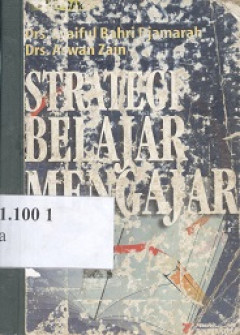 Drs. Syaiful Bahri Djamarah
Drs. Aswan Zain
STRATEGI
BELAJAR
MENGAJAR
1.100 1
a